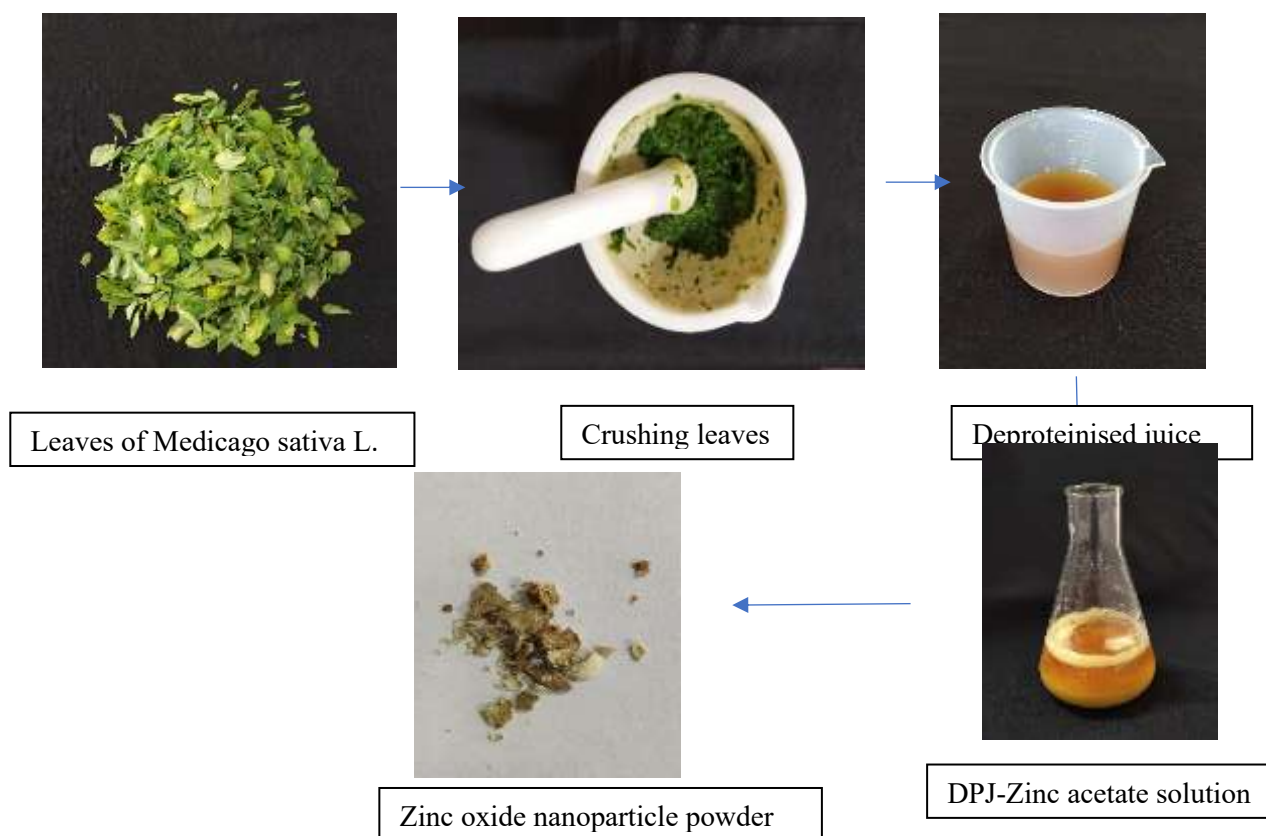 Leaves of Medicago sativa L.
Crushing leaves
Deproteinised juice
DPJ-Zinc acetate solution
Zinc oxide nanoparticle powder